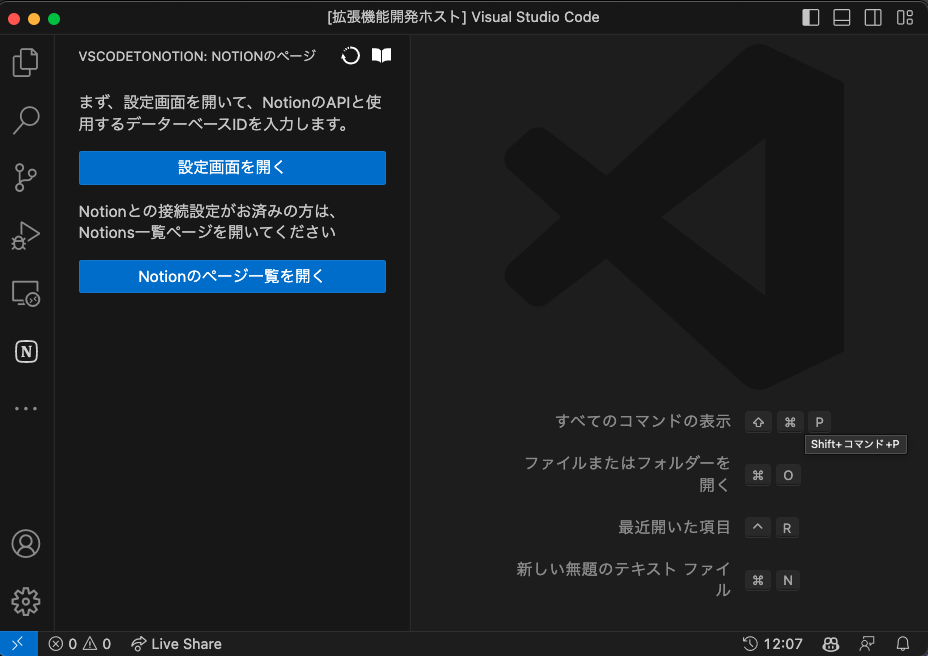 [拡張機能開発ホスト] Visual Studio Code
VSCODETONOTION: NOTIONのページ
まず、設定画面を開いて、NotionのAPIと使
用するデーターベースIDを入力します。
設定画面を開く
Notionとの接続設定がお済みの方は、
Notions一覧ページを開いてください
Notionのページ一覧を開く
N
すべてのコマンドの表示 ⇧ ⌘ P
Shift+コマンド+P
ファイルまたはフォルダーを
開く ⌘ O
最近開いた項目 ^ R
新しい無題のテキスト ファイ
ル ⌘ N
0 0 Live Share 12:07